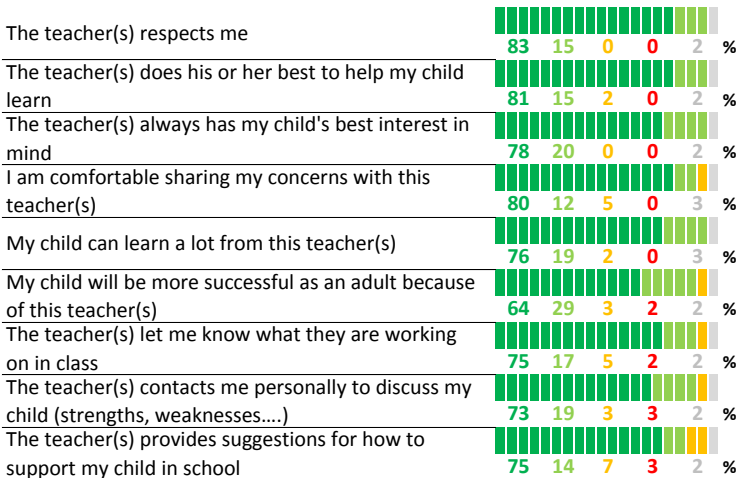 The teacher(s) respects me
83 15 0 0 2 %
The teacher(s) does his or her best to help my child
learn
81 15 2 0 2 %
The teacher(s) always has my child's best interest in
mind
78 20 0 0 2 %
I am comfortable sharing my concerns with this
teacher(s)
80 12 5 0 3 %
My child can learn a lot from this teacher(s)
76 19 2 0 3 %
My child will be more successful as an adult because
of this teacher(s)
64 29 3 2 2 %
The teacher(s) let me know what they are working
on in class
75 17 5 2 2 %
The teacher(s) contacts me personally to discuss my
child (strengths, weaknesses….)
73 19 3 3 2 %
The teacher(s) provides suggestions for how to
support my child in school
75 14 7 3 2 %